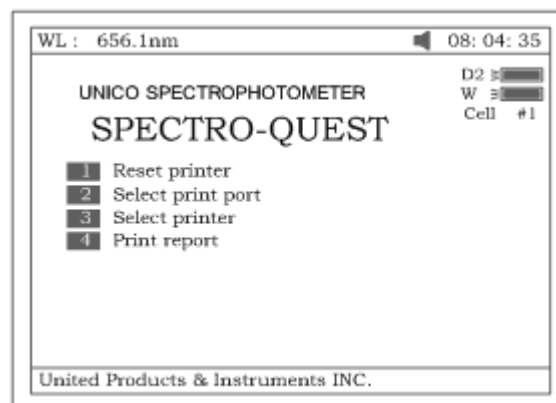 WL : 656.1nm 08: 04: 35
D2
UNICO SPECTROPHOTOMETER W
SPECTRO-QUEST Cell #1
1 Reset printer
2 Select print port
3 Select printer
4 Print report
United Products & Instruments INC.